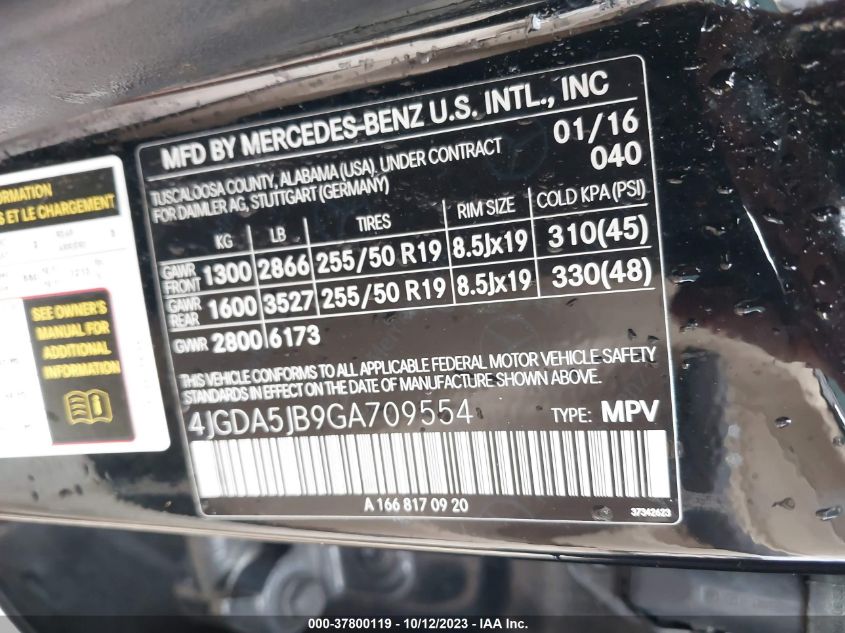 FORMATION
S ET LE CHARGEMENT
SEE OWNER'S
MANUAL FOR
ADDITIONAL
INFORMATION
MFD BY MERCEDES-BENZ U.S. INTL., INC
TUSCALOOSA COUNTY, ALABAMA (USA). UNDER CONTRACT 01/16
FOR DAIMLER AG, STUTTGART (GERMANY) 040
KG LB TIRES RIM SIZE COLD KPA (PSI)
GAWR FRONT 1300 2866 255/50 R19 8.5Jx19 310(45)
GAWR REAR 1600 3527 255/50 R19 8.5Jx19 330(48)
GVWR 2800 6173
THIS VEHICLE CONFORMS TO ALL APPLICABLE FEDERAL MOTOR VEHICLE SAFETY
STANDARDS IN EFFECT ON THE DATE OF MANUFACTURE SHOWN ABOVE.
4JGDA5JB9GA709554 TYPE: MPV
A 166 817 09 20
37342623
000-37800119 - 10/12/2023 - IAA Inc.